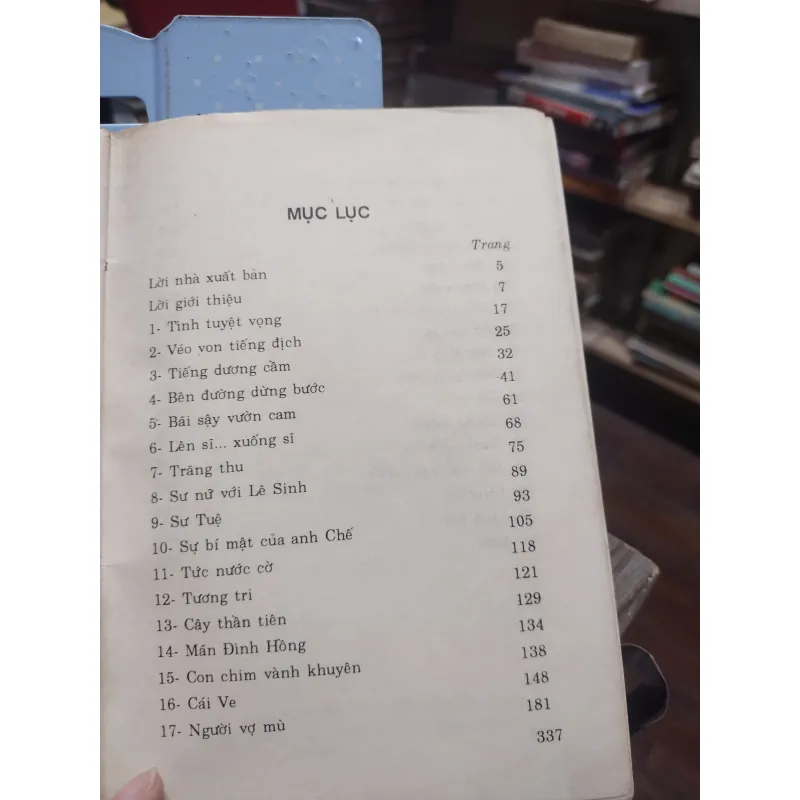 MỤC LỤC
Trang
Lời nhà xuất bản 5
Lời giới thiệu 7
1- Tình tuyệt vọng 17
2- Véo von tiếng địch 25
3- Tiếng dương cầm 32
4- Bên đường dừng bước 41
5- Bãi sậy vườn cam 61
6- Lên sĩ... xuống sĩ 68
7- Trăng thu 75
8- Sư nữ với Lê Sinh 89
9- Sư Tuệ 93
10- Sự bí mật của anh Chế 105
11- Tức nước cờ 118
12- Tương tri 121
13- Cây thần tiên 129
14- Mãn Đình Hồng 134
15- Con chim vành khuyên 138
16- Cái Ve 148
17- Người vợ mù 181
337